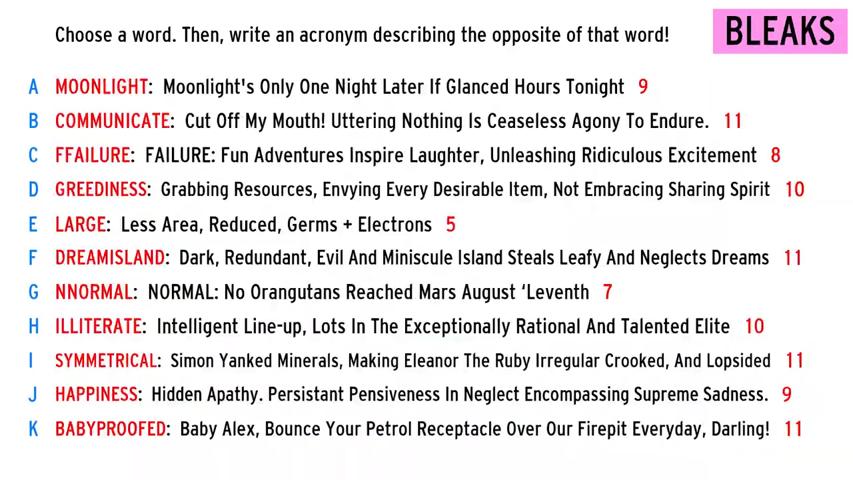 Choose a word. Then, write an acronym describing the opposite of that word!
BLEAKS
A MOONLIGHT: Moonlight's Only One Night Later If Glanced Hours Tonight 9
B COMMUNICATE: Cut Off My Mouth! Uttering Nothing Is Ceaseless Agony To Endure. 11
C FFAILURE: FAILURE: Fun Adventures Inspire Laughter, Unleashing Ridiculous Excitement 8
D GREEDINESS: Grabbing Resources, Envying Every Desirable Item, Not Embracing Sharing Spirit 10
E LARGE: Less Area, Reduced, Germs + Electrons 5
F DREAMISLAND: Dark, Redundant, Evil And Miniscule Island Steals Leafy And Neglects Dreams 11
G NNORMAL: NORMAL: No Orangutans Reached Mars August ‘Leventh 7
H ILLITERATE: Intelligent Line-up, Lots In The Exceptionally Rational And Talented Elite 10
I SYMMETRICAL: Simon Yanked Minerals, Making Eleanor The Ruby Irregular Crooked, And Lopsided 11
J HAPPINESS: Hidden Apathy. Persistant Pensiveness In Neglect Encompassing Supreme Sadness. 9
K BABYPROOFED: Baby Alex, Bounce Your Petrol Receptacle Over Our Firepit Everyday, Darling! 11